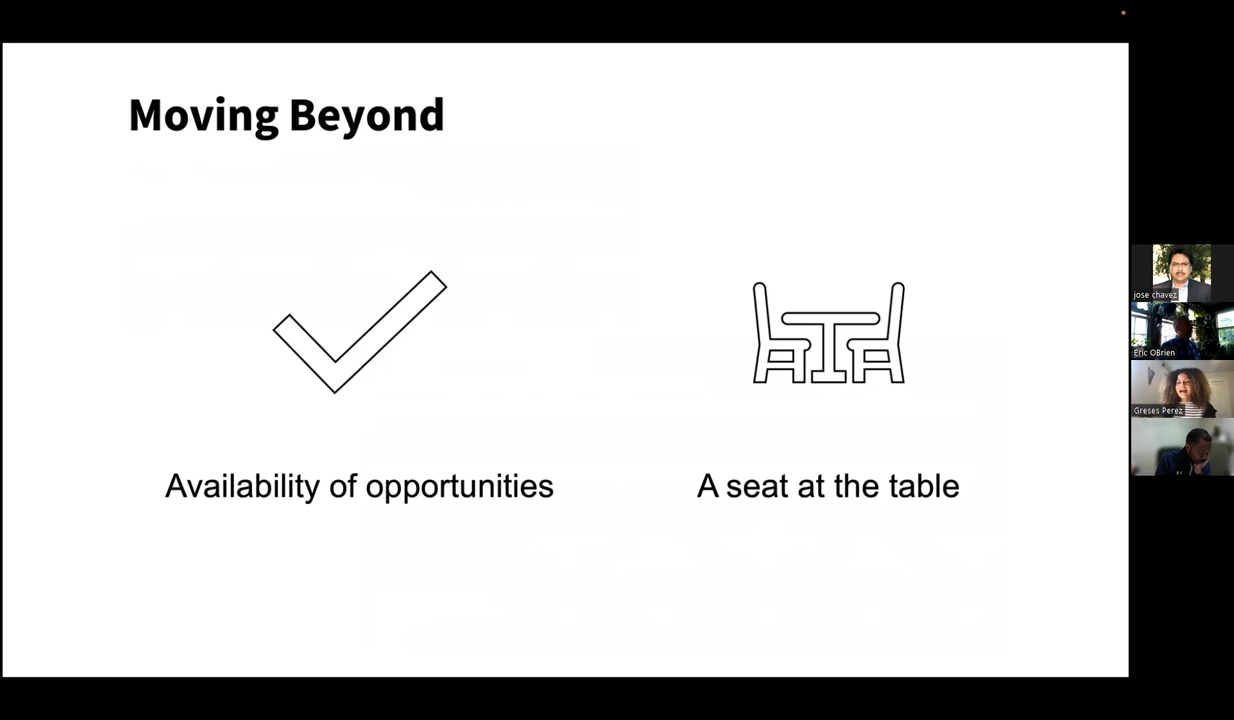 Moving Beyond
Availability of opportunities
A seat at the table
jose chavez
Eric OBrien
Greses Perez